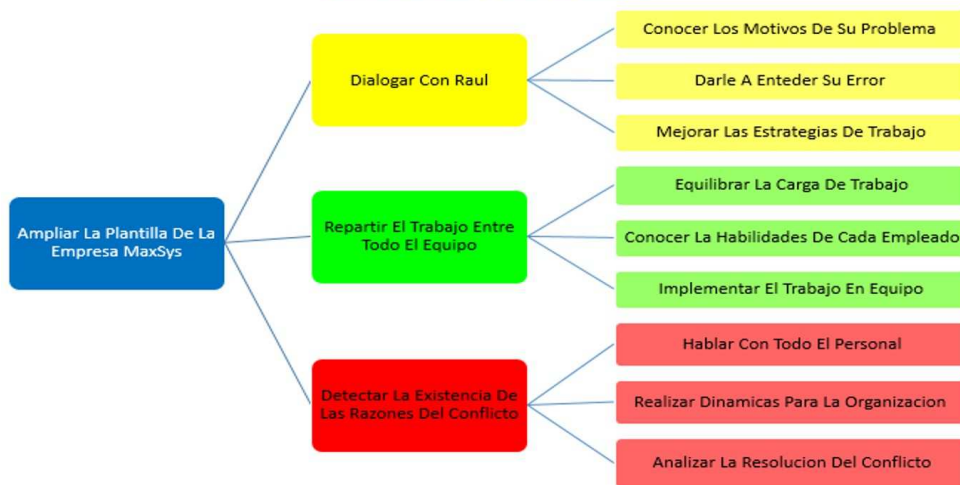 Ampliar La Plantilla De La
Empresa MaxSys
Dialogar Con Raul
Conocer Los Motivos De Su Problema
Darle A Enteder Su Error
Mejorar Las Estrategias De Trabajo
Repartir El Trabajo Entre
Todo El Equipo
Equilibrar La Carga De Trabajo
Conocer La Habilidades De Cada Empleado
Implementar El Trabajo En Equipo
Detectar La Existencia De
Las Razones Del Conflicto
Hablar Con Todo El Personal
Realizar Dinamicas Para La Organizacion
Analizar La Resolucion Del Conflicto